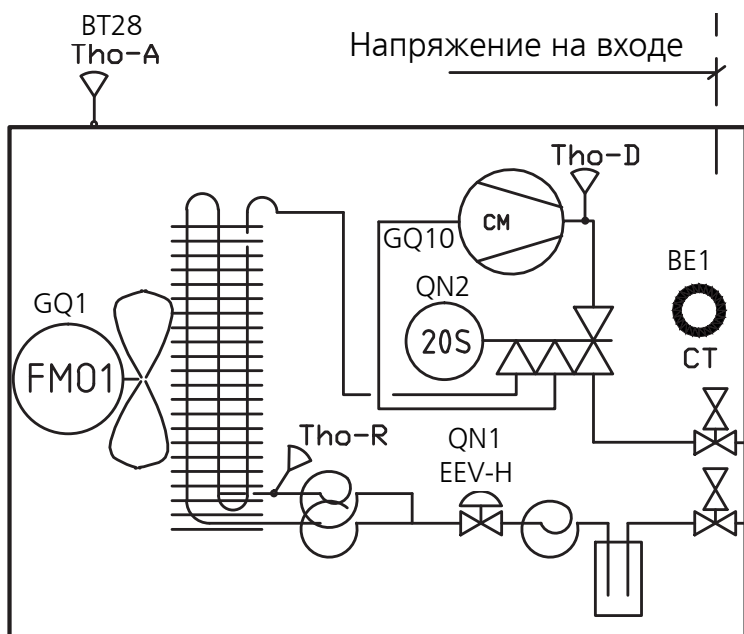 BT28
Tho-A
Напряжение на входе
Tho-D
CM
GQ10
BE1
QN2
GQ1
20S
CT
FM01
Tho-R
QN1
EEV-H